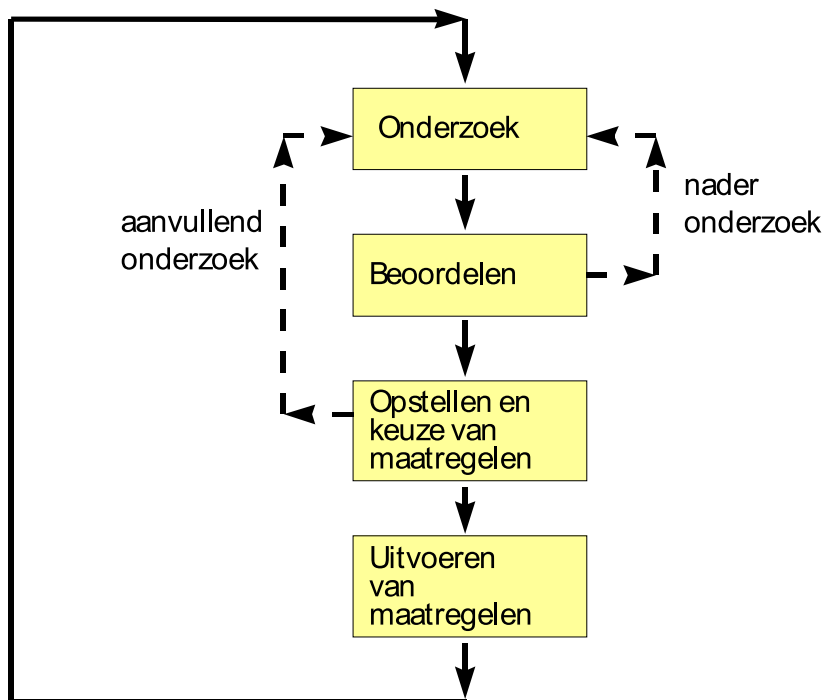 Onderzoek
nader
onderzoek
aanvullend
onderzoek
Beoordelen
Opstellen en
keuze van
maatregelen
Uitvoeren
van
maatregelen